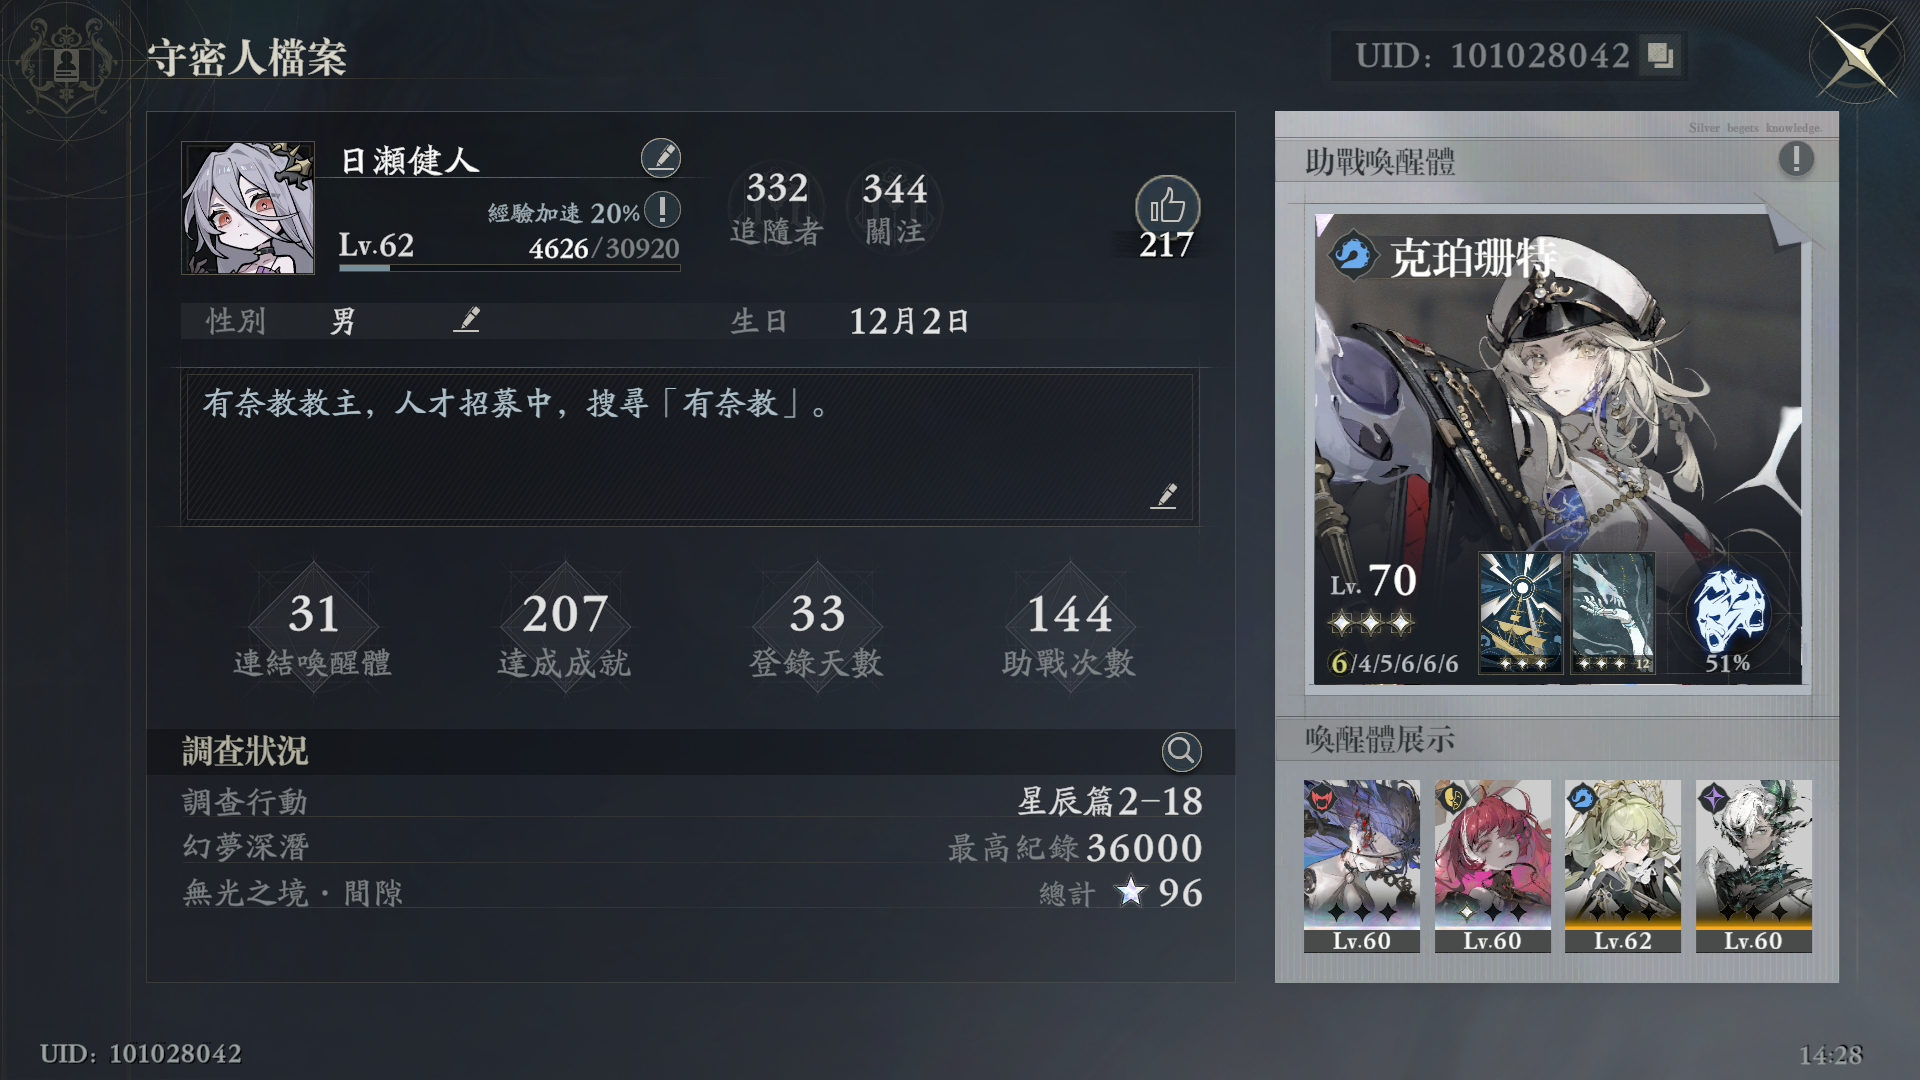 守密人檔案
UID: 101028042
日瀨健人
經驗加速 20%
Lv.62
4626/30920
332
追隨者
344
關注
217
性別 男
生日 12月2日
有奈教教主，人才招募中，搜尋「有奈教」。
31
連結喚醒體
207
達成成就
33
登錄天數
144
助戰次數
調查狀況
調查行動 星辰篇2-18
幻夢深潛 最高紀錄 36000
無光之境·間隙 總計 96
Silver begets knowledge.
助戰喚醒體
克珀珊特
Lv. 70
6/4/5/6/6/6
12
51%
喚醒體展示
Lv.60
Lv.60
Lv.62
Lv.60
UID: 101028042
14:28